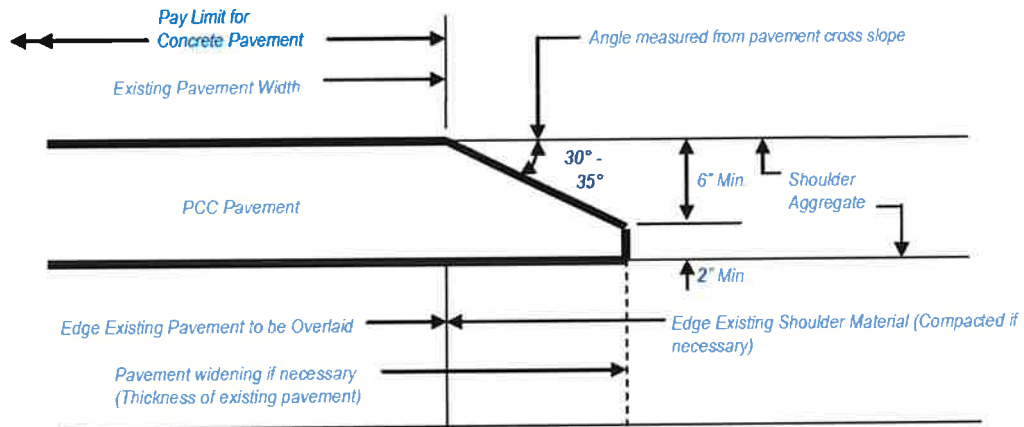 Pay Limit for
Concrete Pavement
Angle measured from pavement cross slope
Existing Pavement Width
30° -
35°
6" Min
Shoulder
Aggregate
PCC Pavement
2" Min
Edge Existing Pavement to be Overlaid
Edge Existing Shoulder Material (Compacted if
necessary)
Pavement widening if necessary
(Thickness of existing pavement)